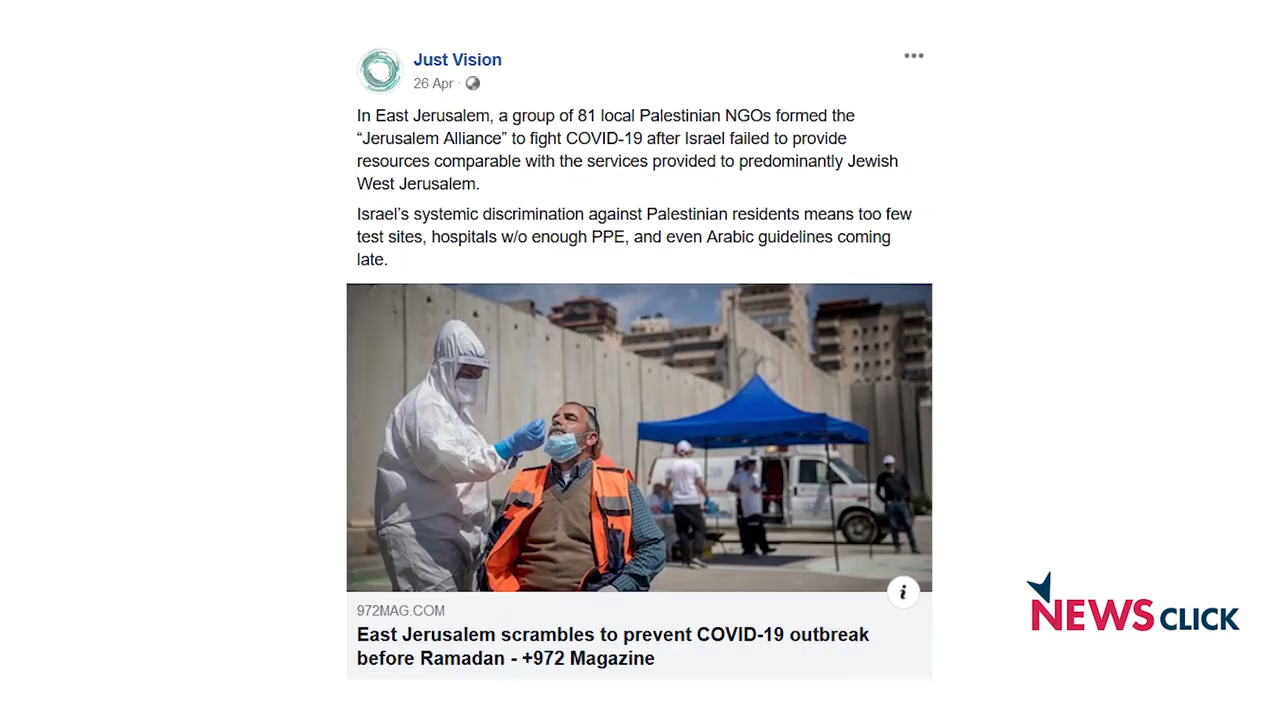 Just Vision
26 Apr ·
In East Jerusalem, a group of 81 local Palestinian NGOs formed the
“Jerusalem Alliance” to fight COVID-19 after Israel failed to provide
resources comparable with the services provided to predominantly Jewish
West Jerusalem.
Israel’s systemic discrimination against Palestinian residents means too few
test sites, hospitals w/o enough PPE, and even Arabic guidelines coming
late.
i
972MAG.COM
East Jerusalem scrambles to prevent COVID-19 outbreak
before Ramadan - +972 Magazine
NEWSCLICK